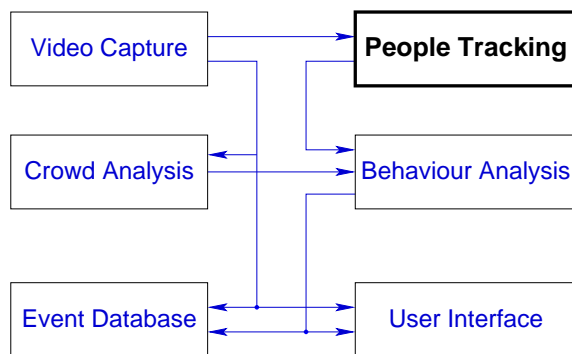 Video Capture
People Tracking
Crowd Analysis
Behaviour Analysis
Event Database
User Interface